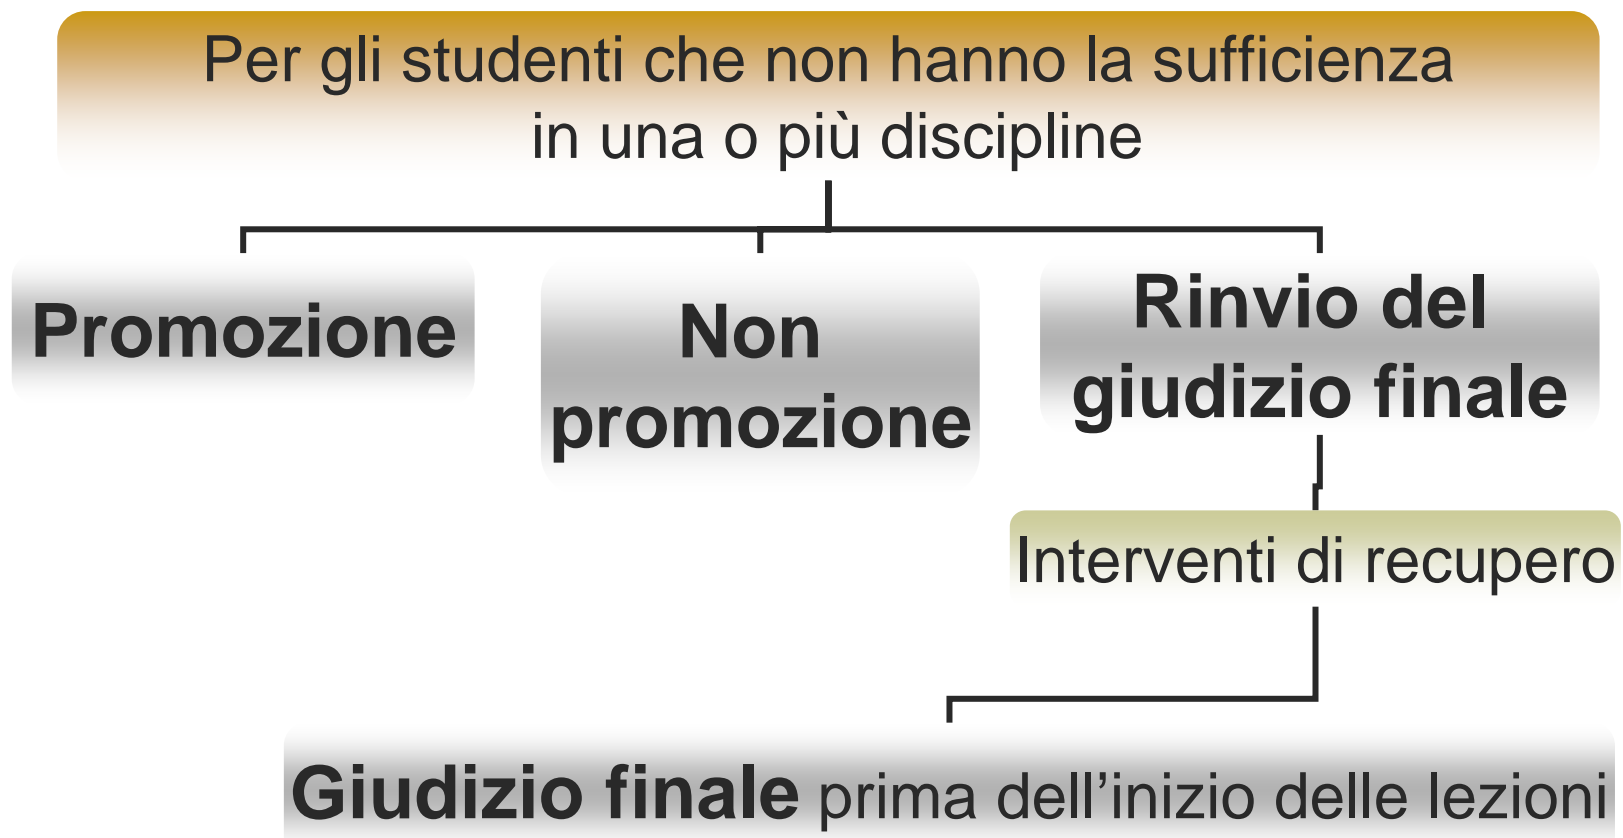 Per gli studenti che non hanno la sufficienza
in una o più discipline
Promozione
Non
promozione
Rinvio del
giudizio finale
Interventi di recupero
Giudizio finale prima dell’inizio delle lezioni